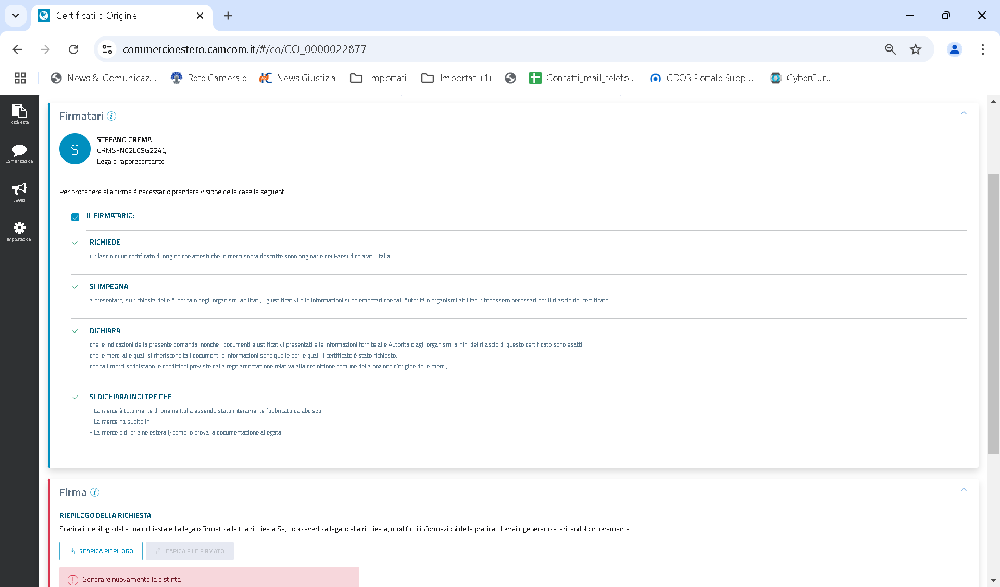 Certificati d'Origine
commercioestero.camcom.it/#/co/CO_0000022877
News & Comunicaz...
Rete Camerale
News Giustizia
Importati
Importati (1)
Contatti_mail_telefo...
CDOR Portale Supp...
CyberGuru
Richieste
Comunicazioni
Avvisi
Impostazioni
Firmatari
S
STEFANO CREMA
CRMSFN62L08G224Q
Legale rappresentante
Per procedere alla firma è necessario prendere visione delle caselle seguenti
IL FIRMATARIO:
RICHIEDE
il rilascio di un certificato di origine che attesti che le merci sopra descritte sono originarie dei Paesi dichiarati: Italia;
SI IMPEGNA
a presentare, su richiesta delle Autorità o degli organismi abilitati, i giustificativi e le informazioni supplementari che tali Autorità o organismi abilitati ritenessero necessari per il rilascio del certificato.
DICHIARA
che le indicazioni della presente domanda, nonché i documenti giustificativi presentati e le informazioni fornite alle Autorità o agli organismi ai fini del rilascio di questo certificato sono esatti;
che le merci alle quali si riferiscono tali documenti o informazioni sono quelle per le quali il certificato è stato richiesto;
che tali merci soddisfano le condizioni previste dalla regolamentazione relativa alla definizione comune della nozione d'origine delle merci;
SI DICHIARA INOLTRE CHE
- La merce è totalmente di origine Italia essendo stata interamente fabbricata da abc spa
- La merce ha subito in
- La merce è di origine estera () come lo prova la documentazione allegata
Firma
RIEPILOGO DELLA RICHIESTA
Scarica il riepilogo della tua richiesta ed allegalo firmato alla tua richiesta.Se, dopo averlo allegato alla richiesta, modifichi informazioni della pratica, dovrai rigenerarlo scaricandolo nuovamente.
SCARICA RIEPILOGO
CARICA FILE FIRMATO
Generare nuovamente la distinta